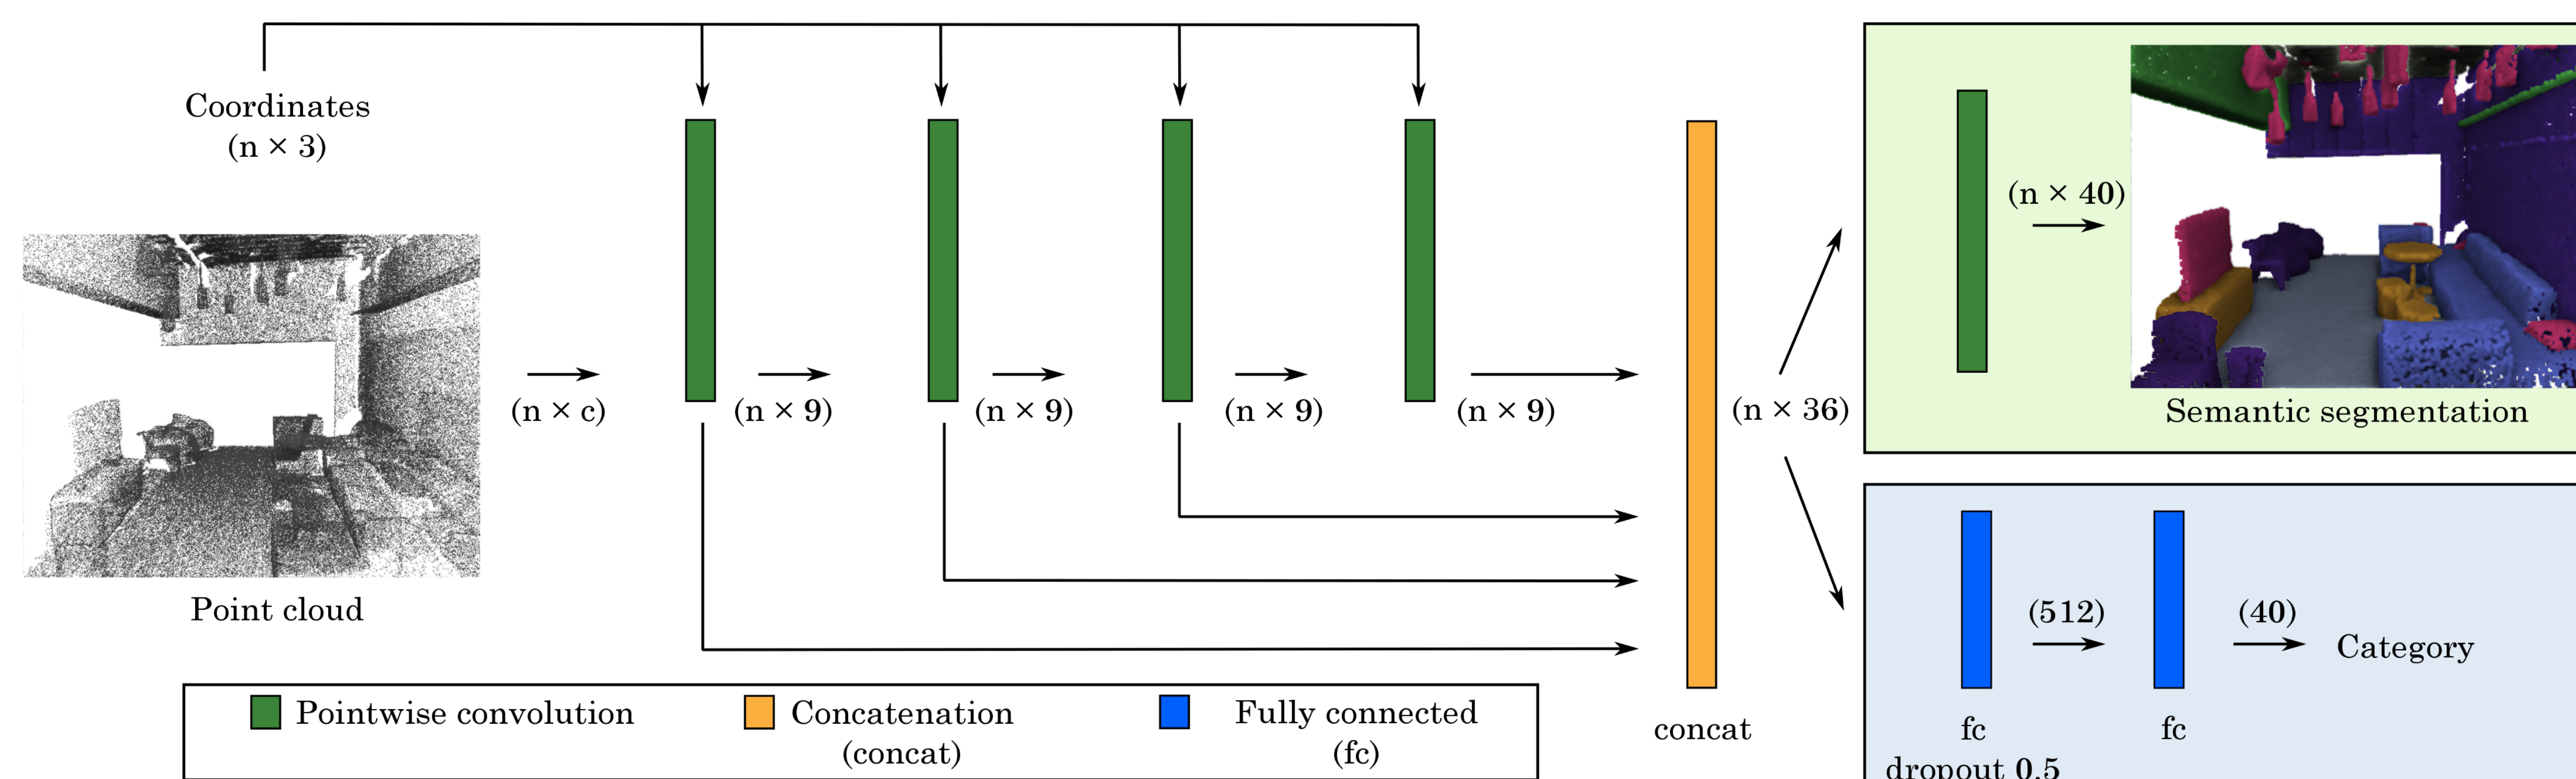 Coordinates
(n × 3)
Point cloud
(n × c)
(n × 9)
(n × 9)
(n × 9)
(n × 9)
concat
(n × 36)
(n × 40)
Semantic segmentation
(512)
(40)
Category
fc
fc
dropout 0.5
Pointwise convolution
Concatenation
(concat)
Fully connected
(fc)